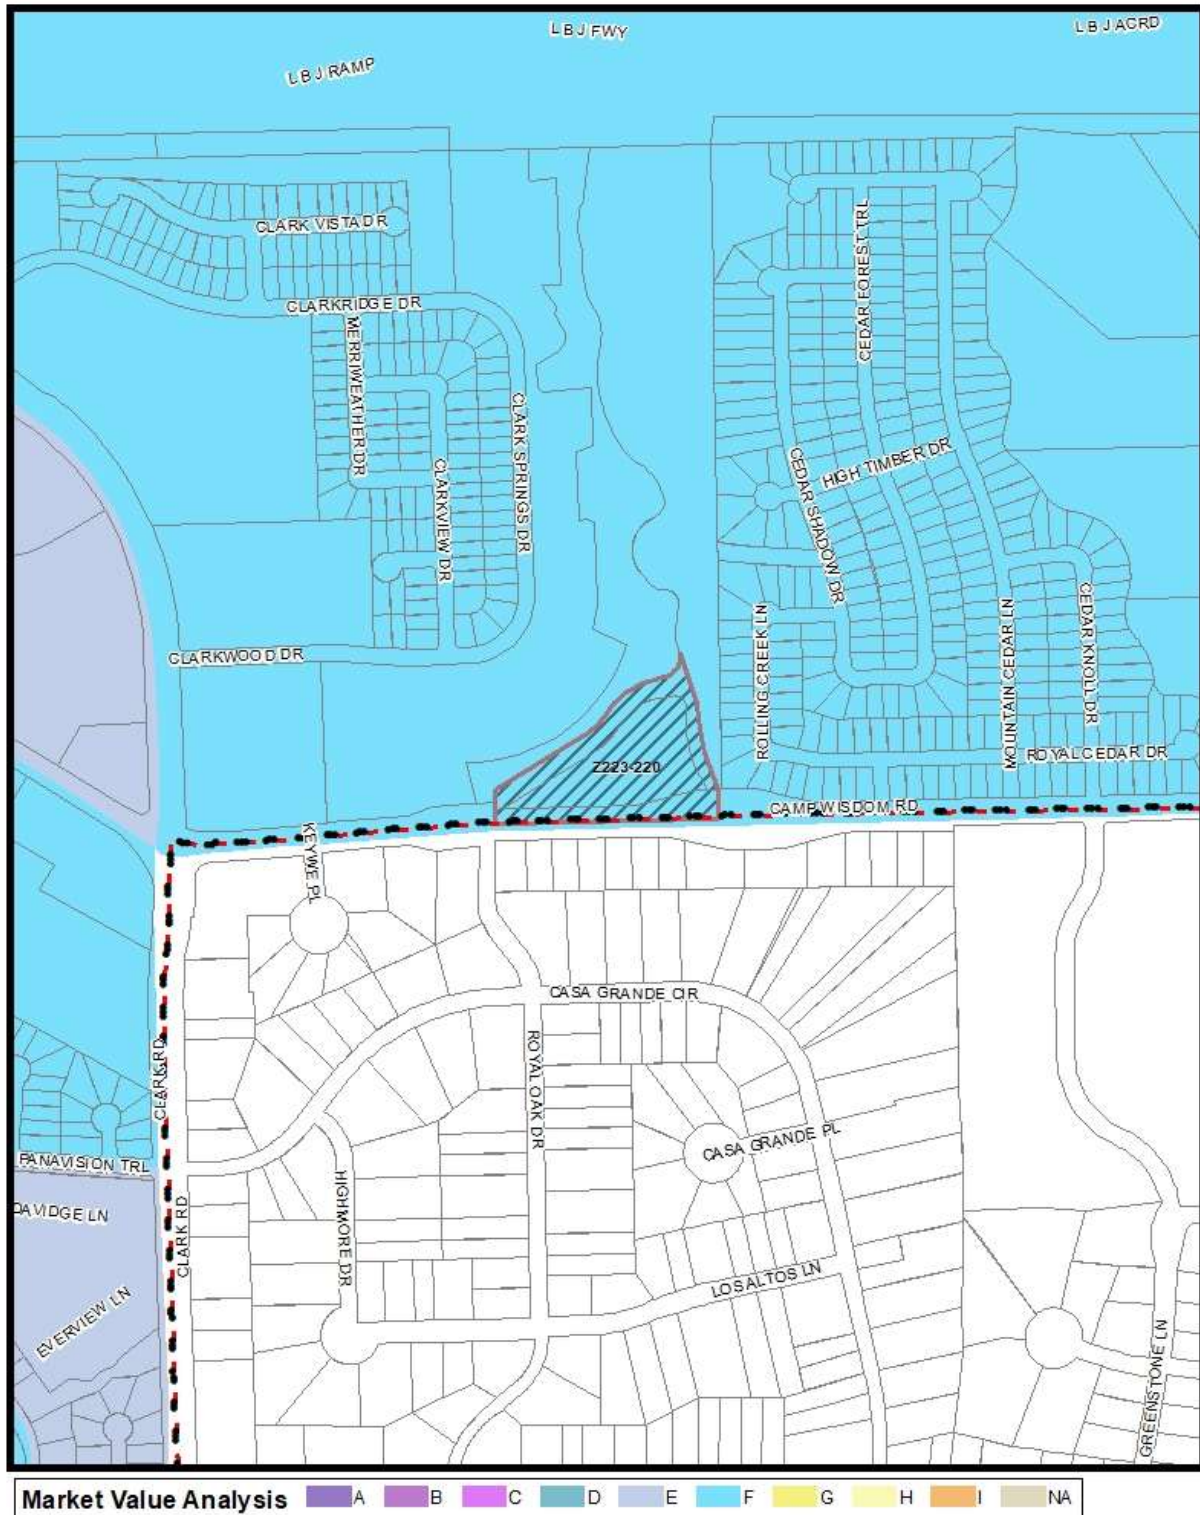 LBJ FWY
LBJ ACRD
LBJ RAMP
CLARK VISTA DR
CLARKRIDGE DR
MERRIWEATHER DR
CLARK SPRINGS DR
CLARKVIEW DR
CLARKWOOD DR
CEDAR FOREST TRL
HIGH TIMBER DR
CEDAR SHADOW DR
ROLLING CREEK LN
MOUNTAIN CEDAR LN
CEDAR KNOLL DR
ROYAL CEDAR DR
Z223-220
CAMP WISDOM RD
KEYWE PL
CASA GRANDE CIR
ROYAL OAK DR
CLARK RD
CASA GRANDE PL
PANAVISION TRL
DAVIDGE LN
CLARK RD
HIGHMORE DR
LOS ALTOS LN
EVERVIEW LN
GREENSTONE LN
Market Value Analysis A B C D E F G H I NA